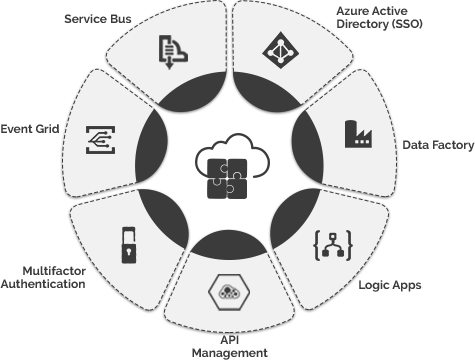 Service Bus
Azure Active
Directory (SSO)
Event Grid
Data Factory
Multifactor
Authentication
Logic Apps
API
Management